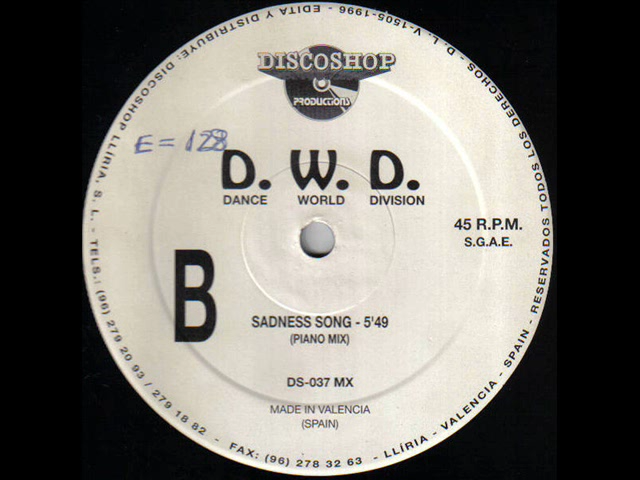 DISCOSHOP
PRODUCTIONS
E = 128
D. W. D.
DANCE WORLD DIVISION
45 R.P.M.
S.G.A.E.
B
SADNESS SONG - 5'49
(PIANO MIX)
DS-037 MX
MADE IN VALENCIA
(SPAIN)
D. L. V-1505-1996 - EDITA Y DISTRIBUYE: DISCOSHOP LLÍRIA, S. L. - TELS.: (96) 279 20 93 / 279 18 82 - FAX: (96) 278 32 63 - LLÍRIA - VALENCIA - SPAIN - RESERVADOS TODOS LOS DERECHOS -